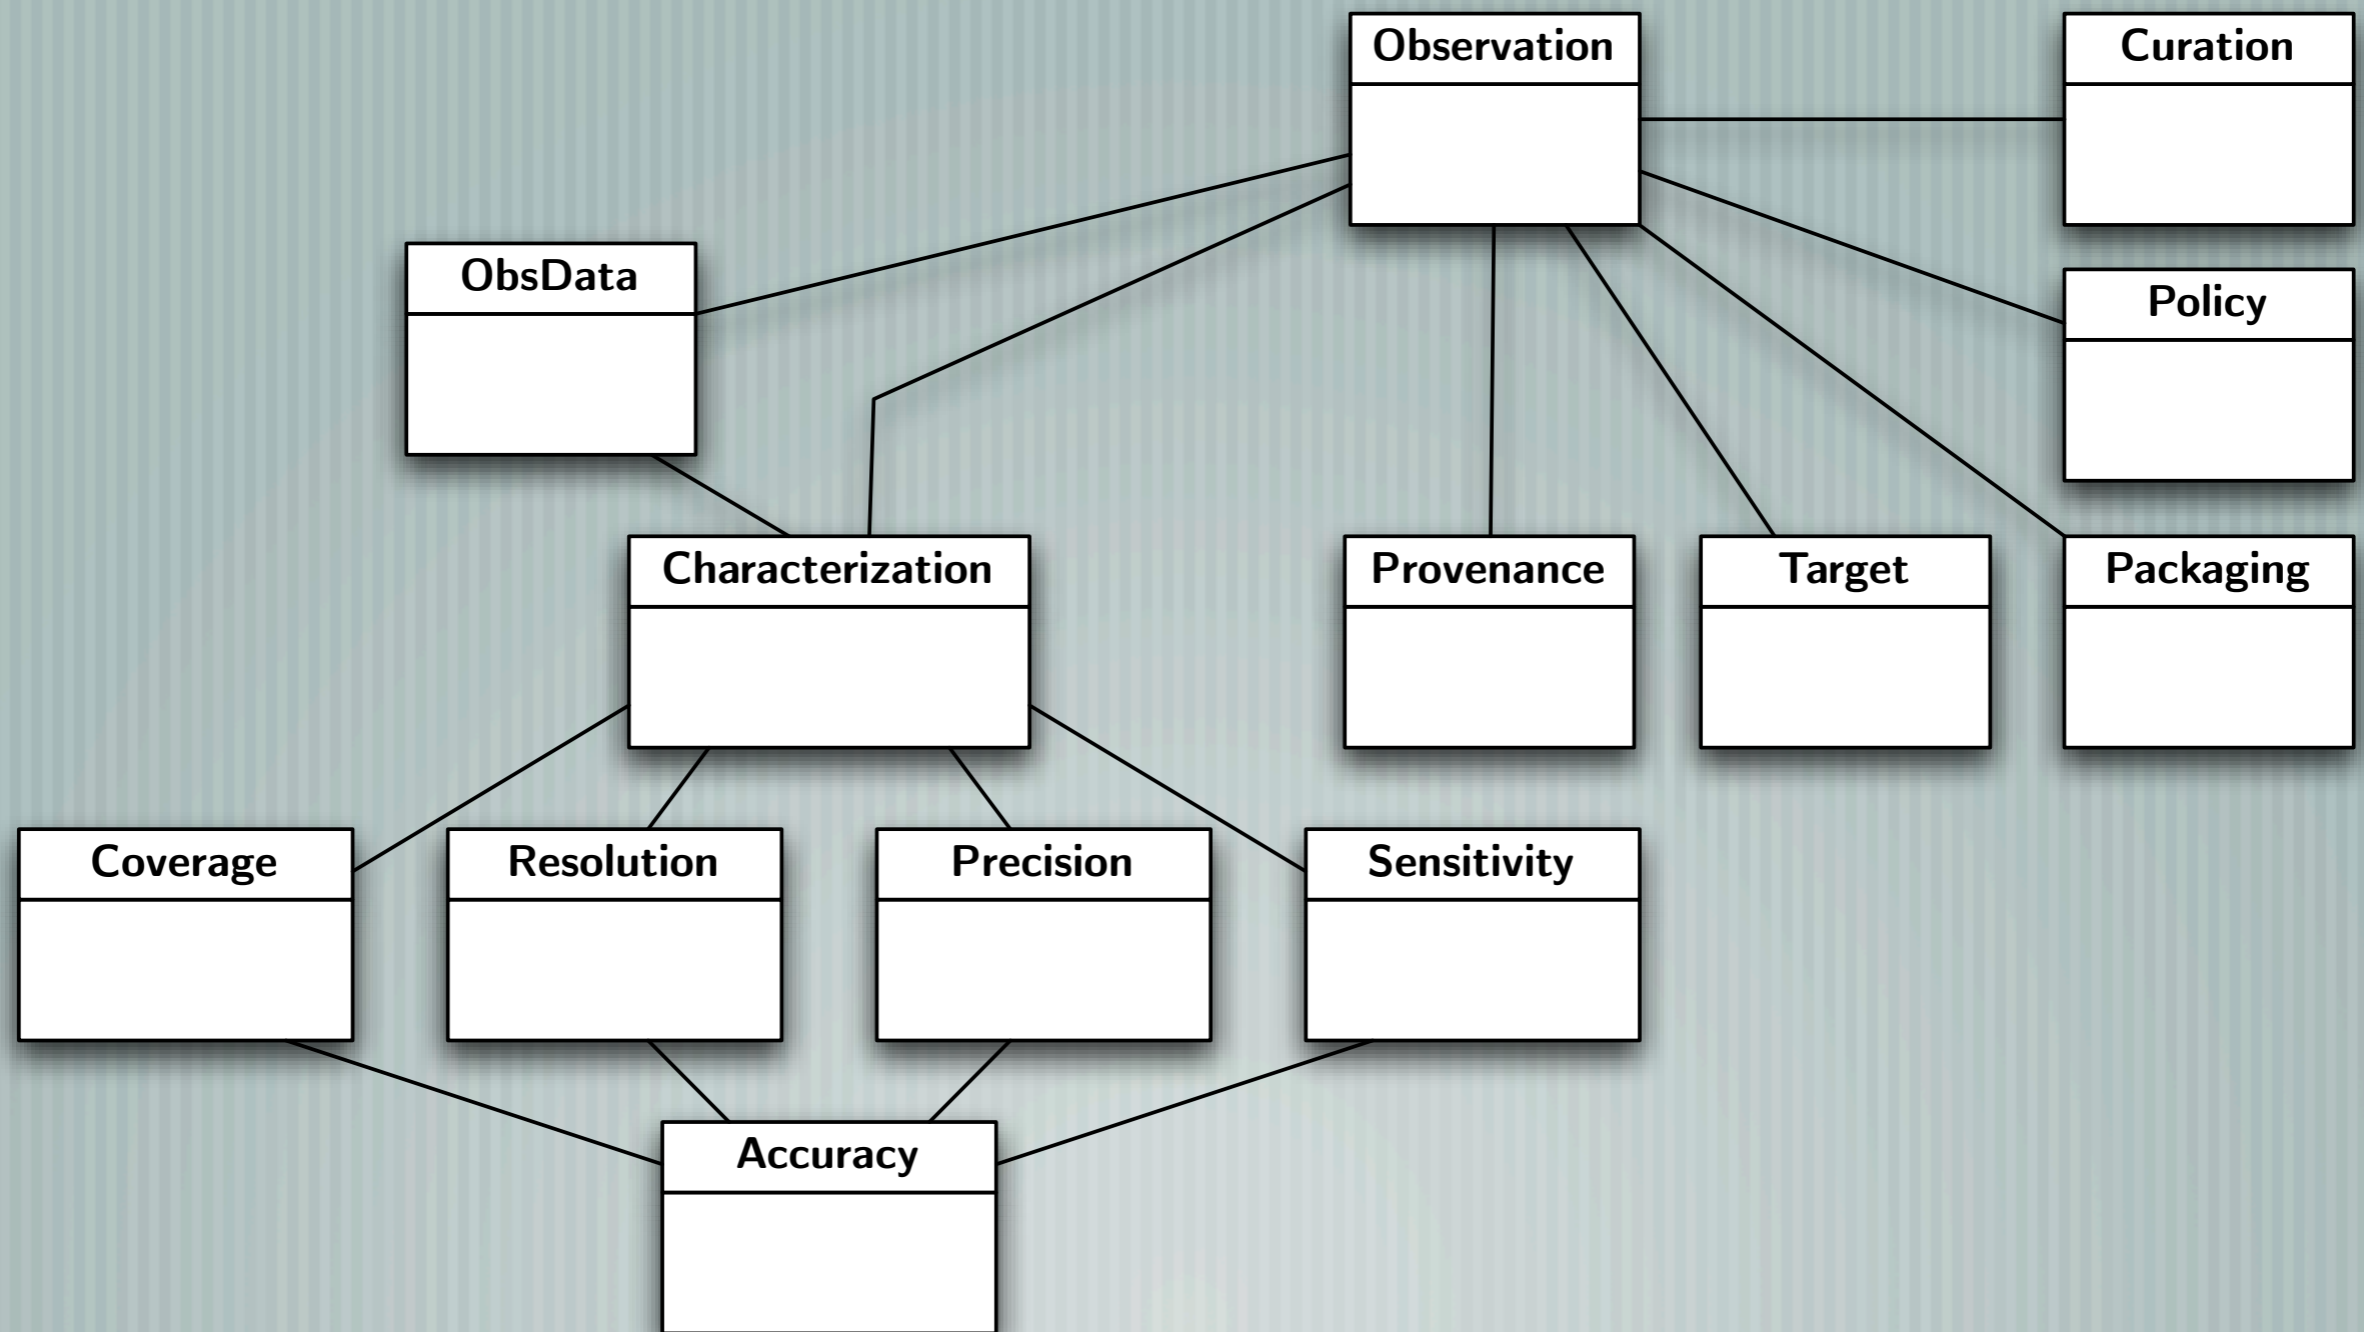 Observation
Curation
ObsData
Policy
Characterization
Provenance
Target
Packaging
Coverage
Resolution
Precision
Sensitivity
Accuracy